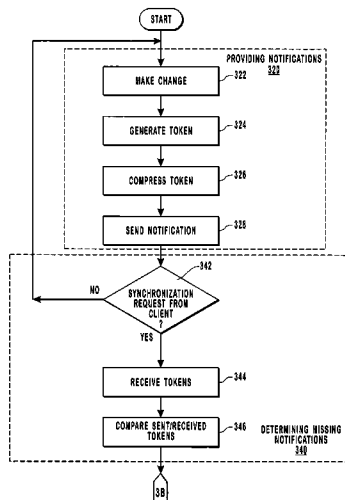 START
PROVIDING NOTIFICATIONS
320
MAKE CHANGE
322
GENERATE TOKEN
324
COMPRESS TOKEN
326
SEND NOTIFICATION
328
342
SYNCHRONIZATION
REQUEST FROM
CLIENT
?
NO
YES
RECEIVE TOKENS
344
COMPARE SENT/RECEIVED
TOKENS
346
DETERMINING MISSING
NOTIFICATIONS
340
3B